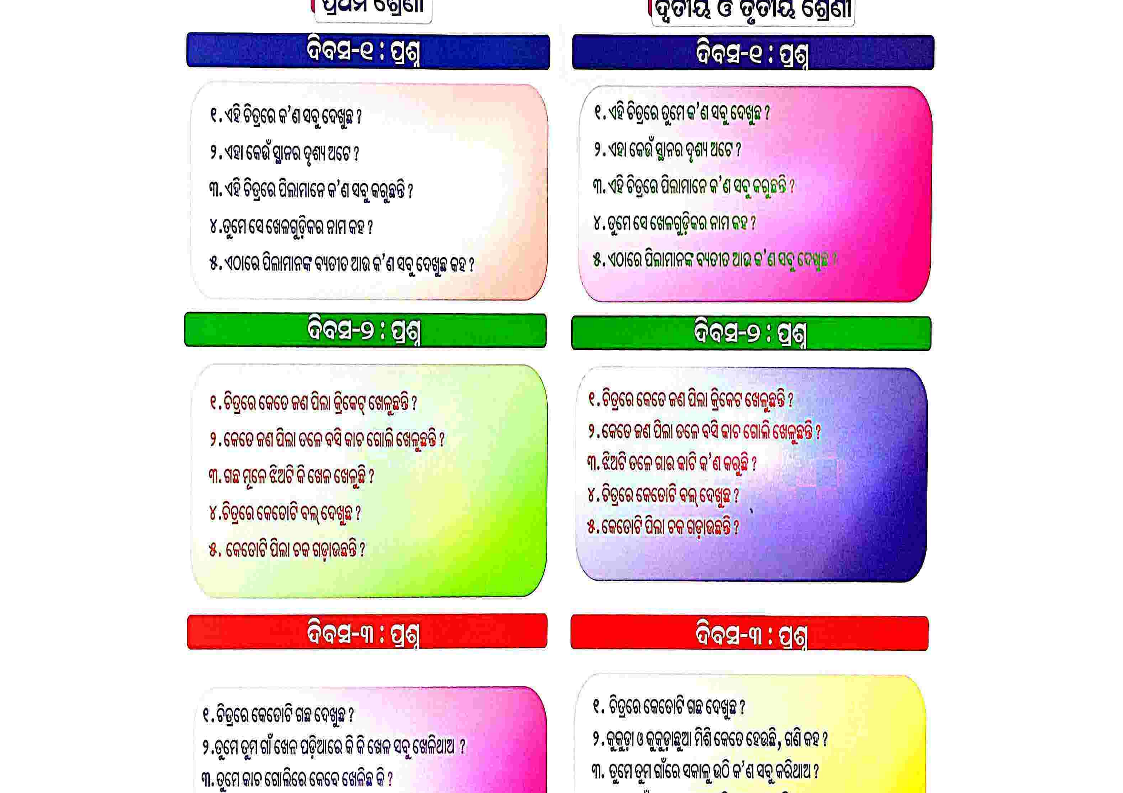 ପ୍ରଥମ ଶ୍ରେଣୀ
ଦିବସ-୧ : ପ୍ରଶ୍ନ
୧. ଏହି ଚିତ୍ରରେ କ'ଣ ସବୁ ଦେଖୁଛ ?
୨. ଏହା କେଉଁ ସ୍ଥାନର ଦୃଶ୍ୟ ଅଟେ ?
୩. ଏହି ଚିତ୍ରରେ ପିଲାମାନେ କ'ଣ ସବୁ କରୁଛନ୍ତି ?
୪. ତୁମେ ସେ ଖେଳଗୁଡ଼ିକର ନାମ କହ ?
୫. ଏଠାରେ ପିଲାମାନଙ୍କ ବ୍ୟତୀତ ଆଉ କ'ଣ ସବୁ ଦେଖୁଛ କହ ?
ଦିବସ-୨ : ପ୍ରଶ୍ନ
୧. ଚିତ୍ରରେ କେତେ ଜଣ ପିଲା କ୍ରିକେଟ୍ ଖେଳୁଛନ୍ତି ?
୨. କେତେ ଜଣ ପିଲା ତଳେ ବସି କାଚ ଗୋଲି ଖେଳୁଛନ୍ତି ?
୩. ଗଛ ମୂଳେ ଝିଅଟି କି ଖେଳ ଖେଳୁଛି ?
୪. ଚିତ୍ରରେ କେତୋଟି ବଲ୍ ଦେଖୁଛ ?
୫. କେତୋଟି ପିଲା ଚକ ଗଡ଼ାଉଛନ୍ତି ?
ଦିବସ-୩ : ପ୍ରଶ୍ନ
୧. ଚିତ୍ରରେ କେତୋଟି ଗଛ ଦେଖୁଛ ?
୨. ତୁମେ ତୁମ ଗାଁ ଖେଳ ପଡ଼ିଆରେ କି କି ଖେଳ ସବୁ ଖେଳିଥାଅ ?
୩. ତୁମେ କାଚ ଗୋଲିରେ କେବେ ଖେଳିଛ କି ?
ଦ୍ୱିତୀୟ ଓ ତୃତୀୟ ଶ୍ରେଣୀ
ଦିବସ-୧ : ପ୍ରଶ୍ନ
୧. ଏହି ଚିତ୍ରରେ ତୁମେ କ'ଣ ସବୁ ଦେଖୁଛ ?
୨. ଏହା କେଉଁ ସ୍ଥାନର ଦୃଶ୍ୟ ଅଟେ ?
୩. ଏହି ଚିତ୍ରରେ ପିଲାମାନେ କ'ଣ ସବୁ କରୁଛନ୍ତି ?
୪. ତୁମେ ସେ ଖେଳଗୁଡ଼ିକର ନାମ କହ ?
୫. ଏଠାରେ ପିଲାମାନଙ୍କ ବ୍ୟତୀତ ଆଉ କ'ଣ ସବୁ ଦେଖୁଛ ?
ଦିବସ-୨ : ପ୍ରଶ୍ନ
୧. ଚିତ୍ରରେ କେତେ ଜଣ ପିଲା କ୍ରିକେଟ ଖେଳୁଛନ୍ତି ?
୨. କେତେ ଜଣ ପିଲା ତଳେ ବସି କାଚ ଗୋଲି ଖେଳୁଛନ୍ତି ?
୩. ଝିଅଟି ତଳେ ଗାର କାଟି କ'ଣ କରୁଛି ?
୪. ଚିତ୍ରରେ କେତୋଟି ବଲ୍ ଦେଖୁଛ ?
୫. କେତୋଟି ପିଲା ଚକ ଗଡ଼ାଉଛନ୍ତି ?
ଦିବସ-୩ : ପ୍ରଶ୍ନ
୧. ଚିତ୍ରରେ କେତୋଟି ଗଛ ଦେଖୁଛ ?
୨. କୁକୁଡ଼ା ଓ କୁକୁଡ଼ାଛୁଆ ମିଶି କେତେ ହେଉଛି, ଗଣି କହ ?
୩. ତୁମେ ତୁମ ଗାଁରେ ସକାଳୁ ଉଠି କ'ଣ ସବୁ କରିଥାଅ ?